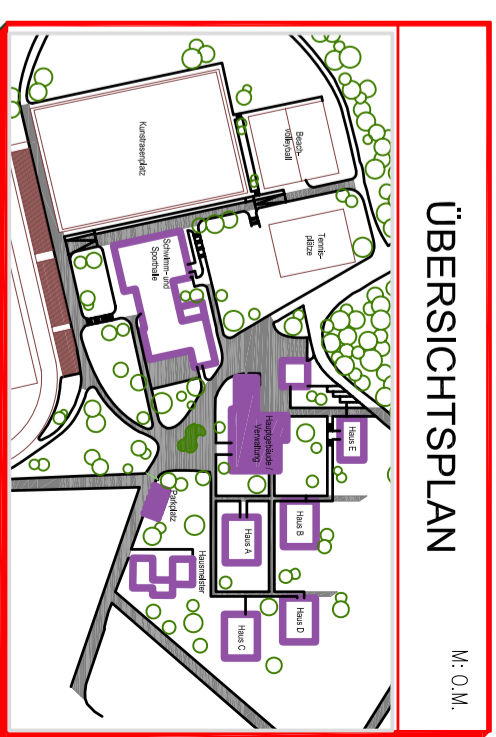 ÜBERSICHTSPLAN
M: O.M.
Beach-
volleyball
Kunstrasenplatz
Tennis-
plätze
Schwimm- und
Sporthalle
Hauptgebäude /
Verwaltung
Haus E
Haus B
Haus A
Haus D
Haus C
Parkplatz
Hausmeister